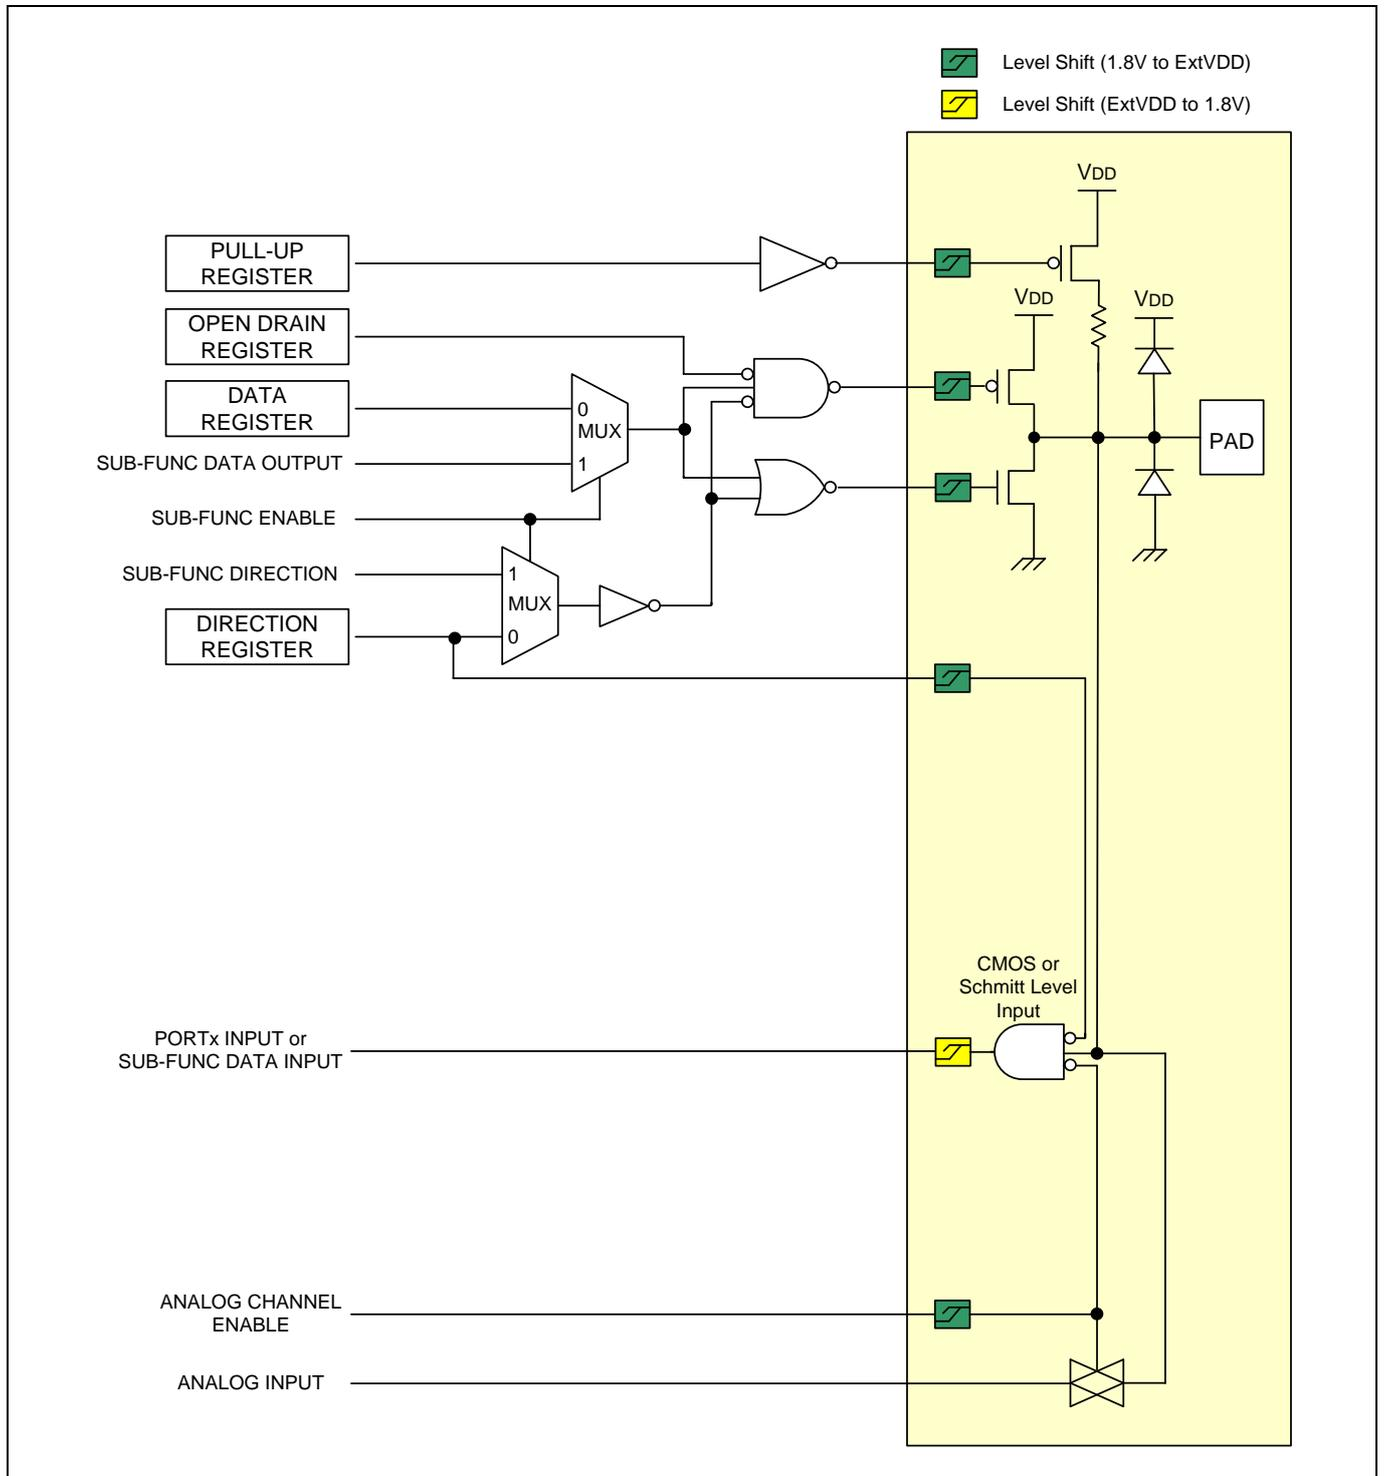 Level Shift (1.8V to ExtVDD)
Level Shift (ExtVDD to 1.8V)
VDD
PULL-UP
REGISTER
VDD
VDD
OPEN DRAIN
REGISTER
DATA
REGISTER
0
MUX
1
PAD
SUB-FUNC DATA OUTPUT
SUB-FUNC ENABLE
SUB-FUNC DIRECTION
1
MUX
0
DIRECTION
REGISTER
CMOS or
Schmitt Level
Input
PORTx INPUT or
SUB-FUNC DATA INPUT
ANALOG CHANNEL
ENABLE
ANALOG INPUT